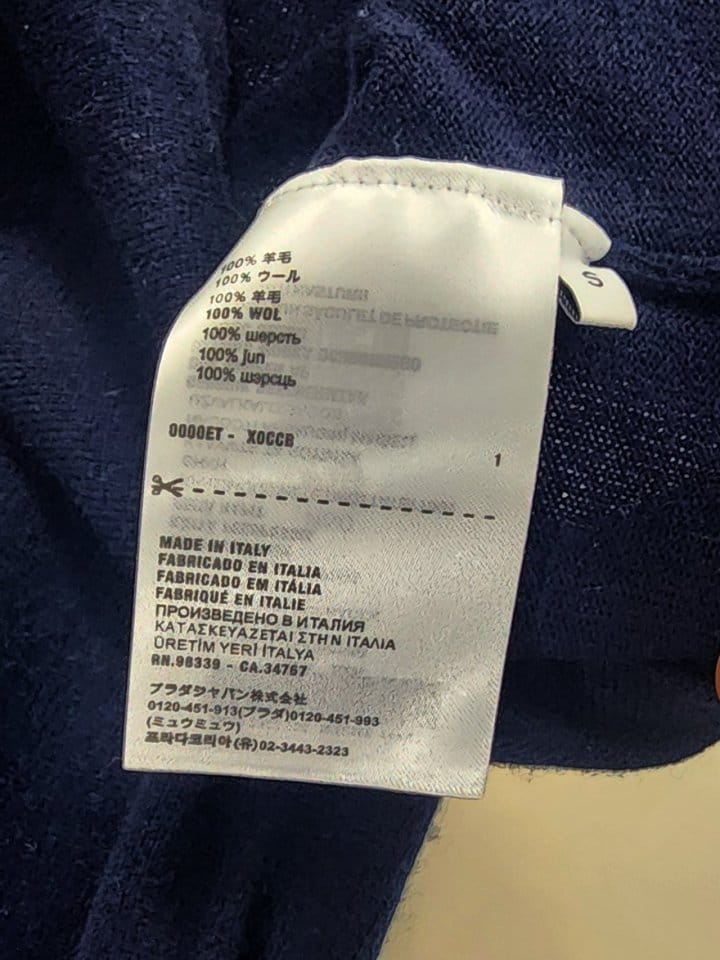 100% 羊毛
100% ウール
100% 羊毛
100% WOL
100% шерсть
100% jun
100% шэрсць
0000ET - X0CCB
1
MADE IN ITALY
FABRICADO EN ITALIA
FABRICADO EM ITÁLIA
FABRIQUÉ EN ITALIE
ПРОИЗВЕДЕНО В ИТАЛИЯ
ΚΑΤΑΣΚΕΥΑΖΕΤΑΙ ΣΤΗΝ ΙΤΑΛΙΑ
ÜRETİM YERİ İTALYA
RN.98339 - CA.34767
プラダジャパン株式会社
0120-451-913(プラダ)0120-451-993
(ミュウミュウ)
프라다코리아(유)02-3443-2323
S